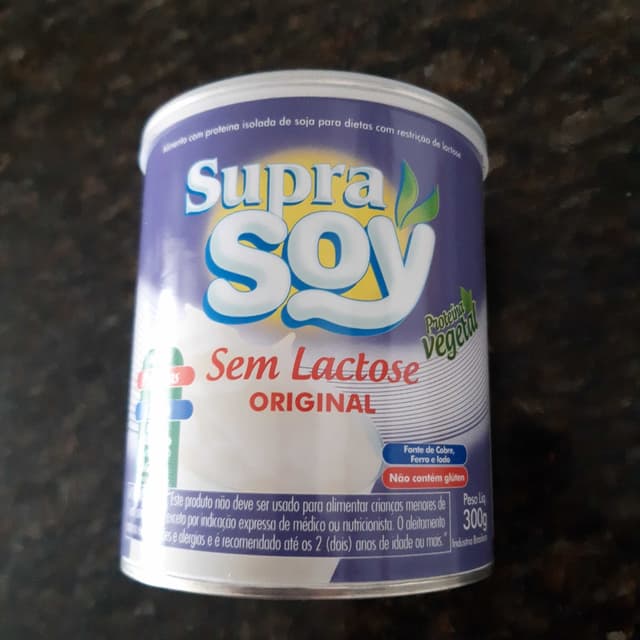 Alimento com proteína isolada de soja para dietas com restrição de lactose
Supra
soy
Proteína
vegetal
Sem Lactose
ORIGINAL
Fonte de Cobre,
Ferro e Iodo
Não contém glúten
Este produto não deve ser usado para alimentar crianças menores de
exceto por indicação expressa de médico ou nutricionista. O aleitamento
e alergias e é recomendado até os 2 (dois) anos de idade ou mais."
Peso Líq.
300g
Indústria Brasileira